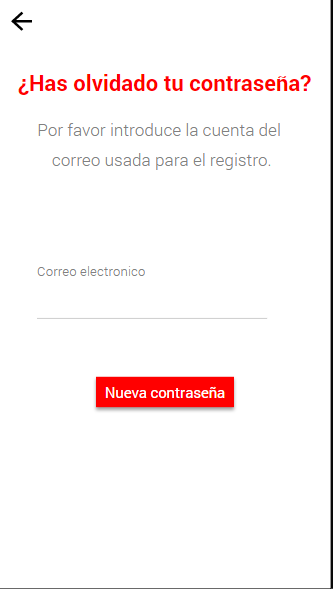 ¿Has olvidado tu contraseña?
Por favor introduce la cuenta del
correo usada para el registro.
Correo electronico
Nueva contraseña